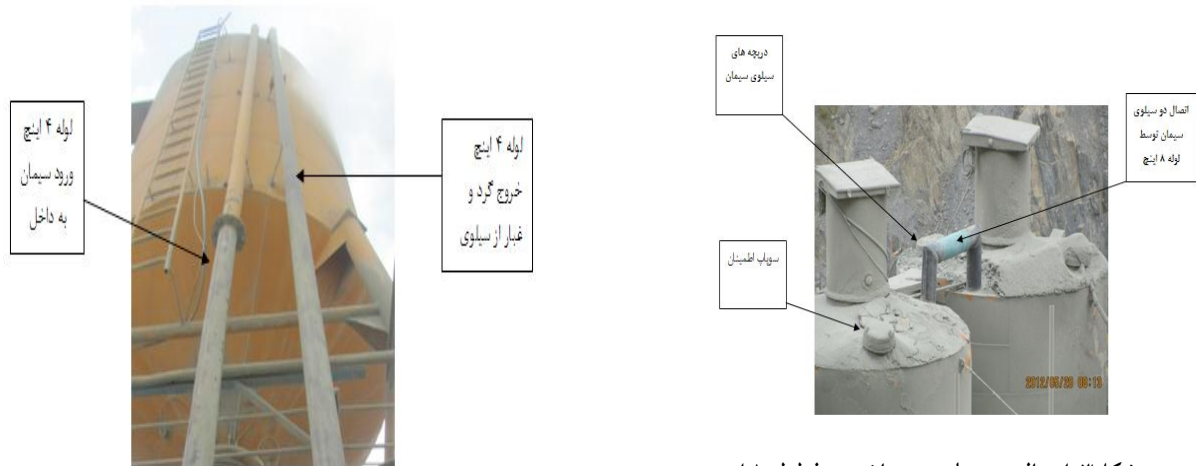 لوله ۴ اینچ
ورود سیمان
به داخل
لوله ۴ اینچ
خروج گرد و
غبار از سیلوی
دریچه های
سیلوی سیمان
اتصال دو سیلوی
سیمان توسط
لوله ۸ اینچ
سوپاپ اطمینان
2012/05/20 00:13